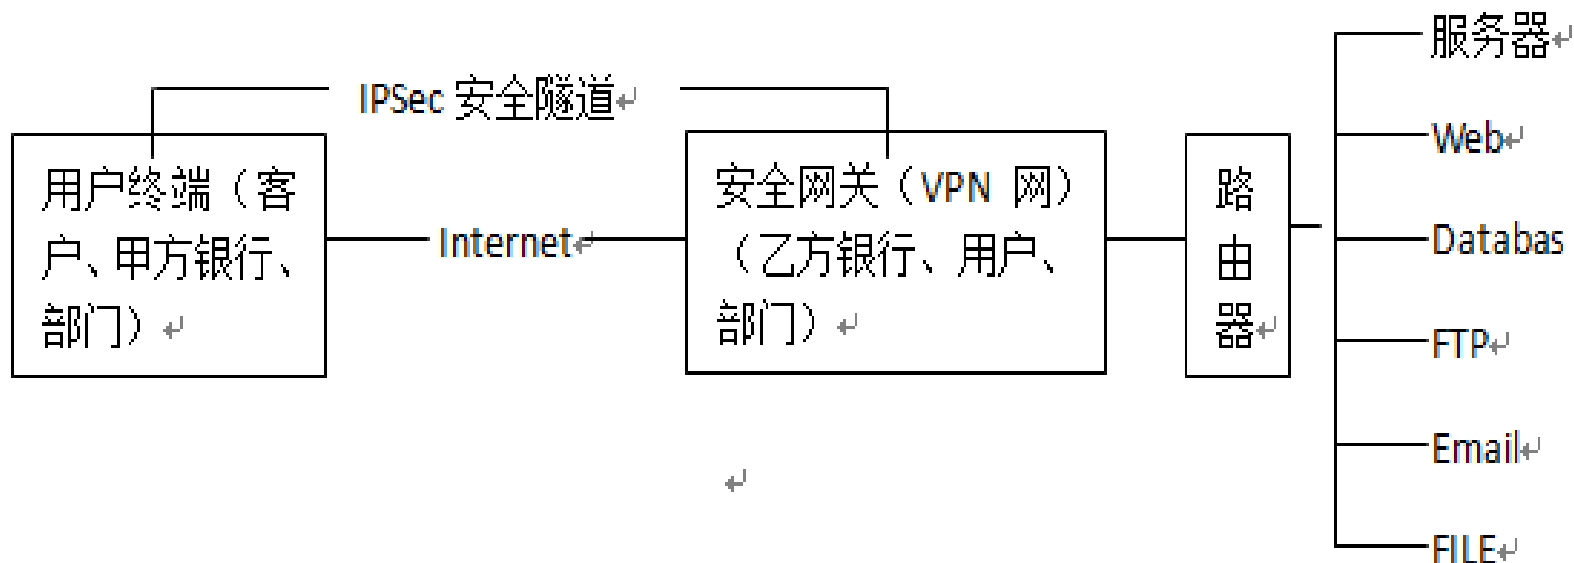 IPSec 安全隧道
用户终端（客
户、甲方银行、
部门）
Internet
安全网关（VPN 网）
（乙方银行、用户、
部门）
路
由
器
服务器
Web
Databas
FTP
Email
FILE